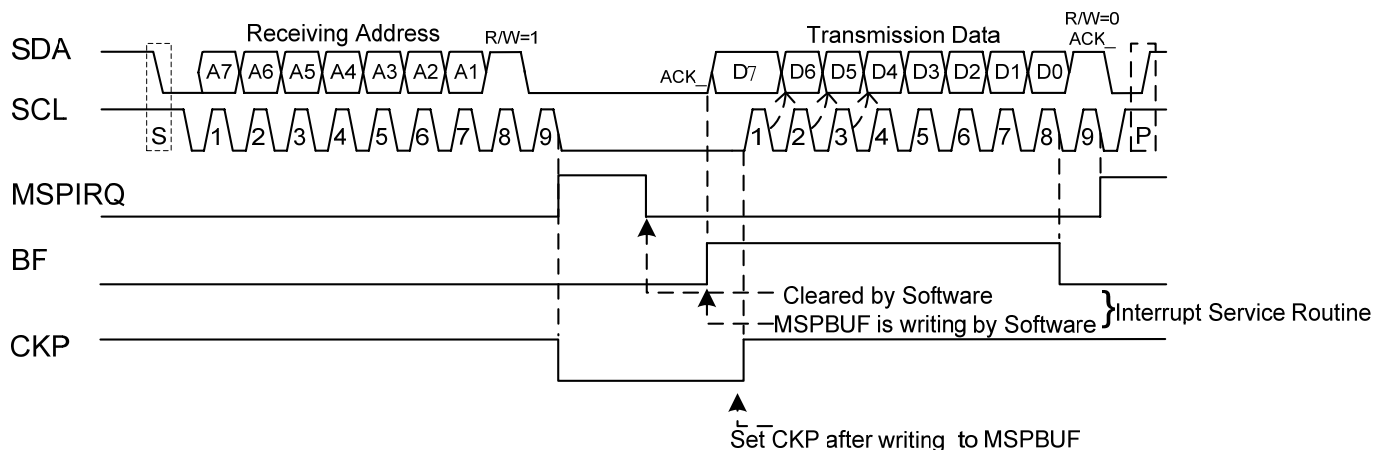 R/W=0
Receiving Address R/W=1 Transmission Data ACK_
SDA
A7 A6 A5 A4 A3 A2 A1 ACK_ D7 D6 D5 D4 D3 D2 D1 D0
SCL
S 1 2 3 4 5 6 7 8 9 1 2 3 4 5 6 7 8 9 P
MSPIRQ
BF
Cleared by Software
MSPBUF is writing by Software } Interrupt Service Routine
CKP
Set CKP after writing to MSPBUF